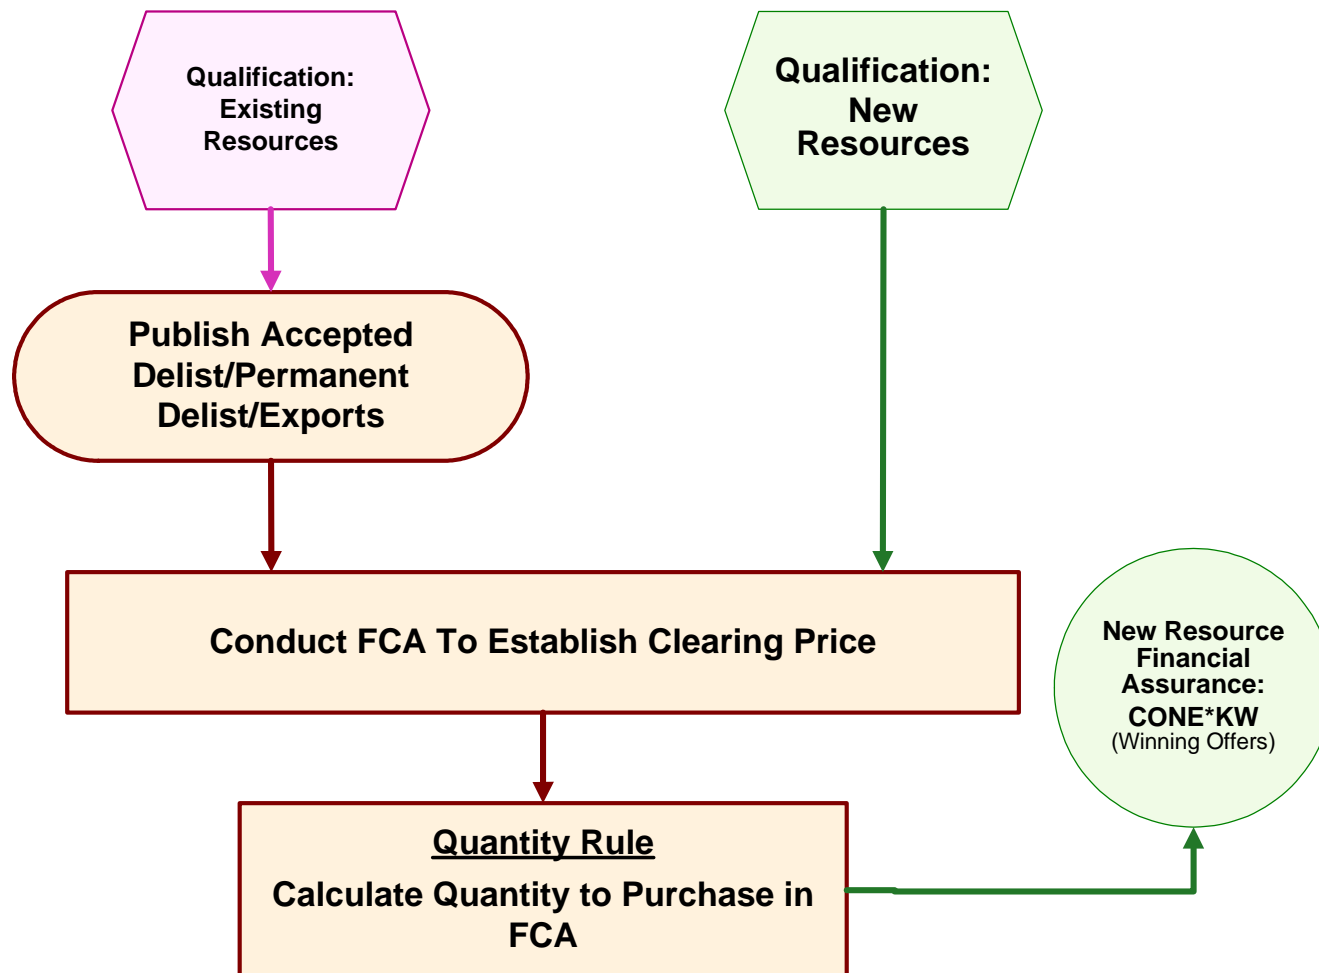 Qualification:
Existing
Resources
Qualification:
New
Resources
Publish Accepted
Delist/Permanent
Delist/Exports
Conduct FCA To Establish Clearing Price
New Resource
Financial
Assurance:
CONE*KW
(Winning Offers)
Quantity Rule
Calculate Quantity to Purchase in
FCA